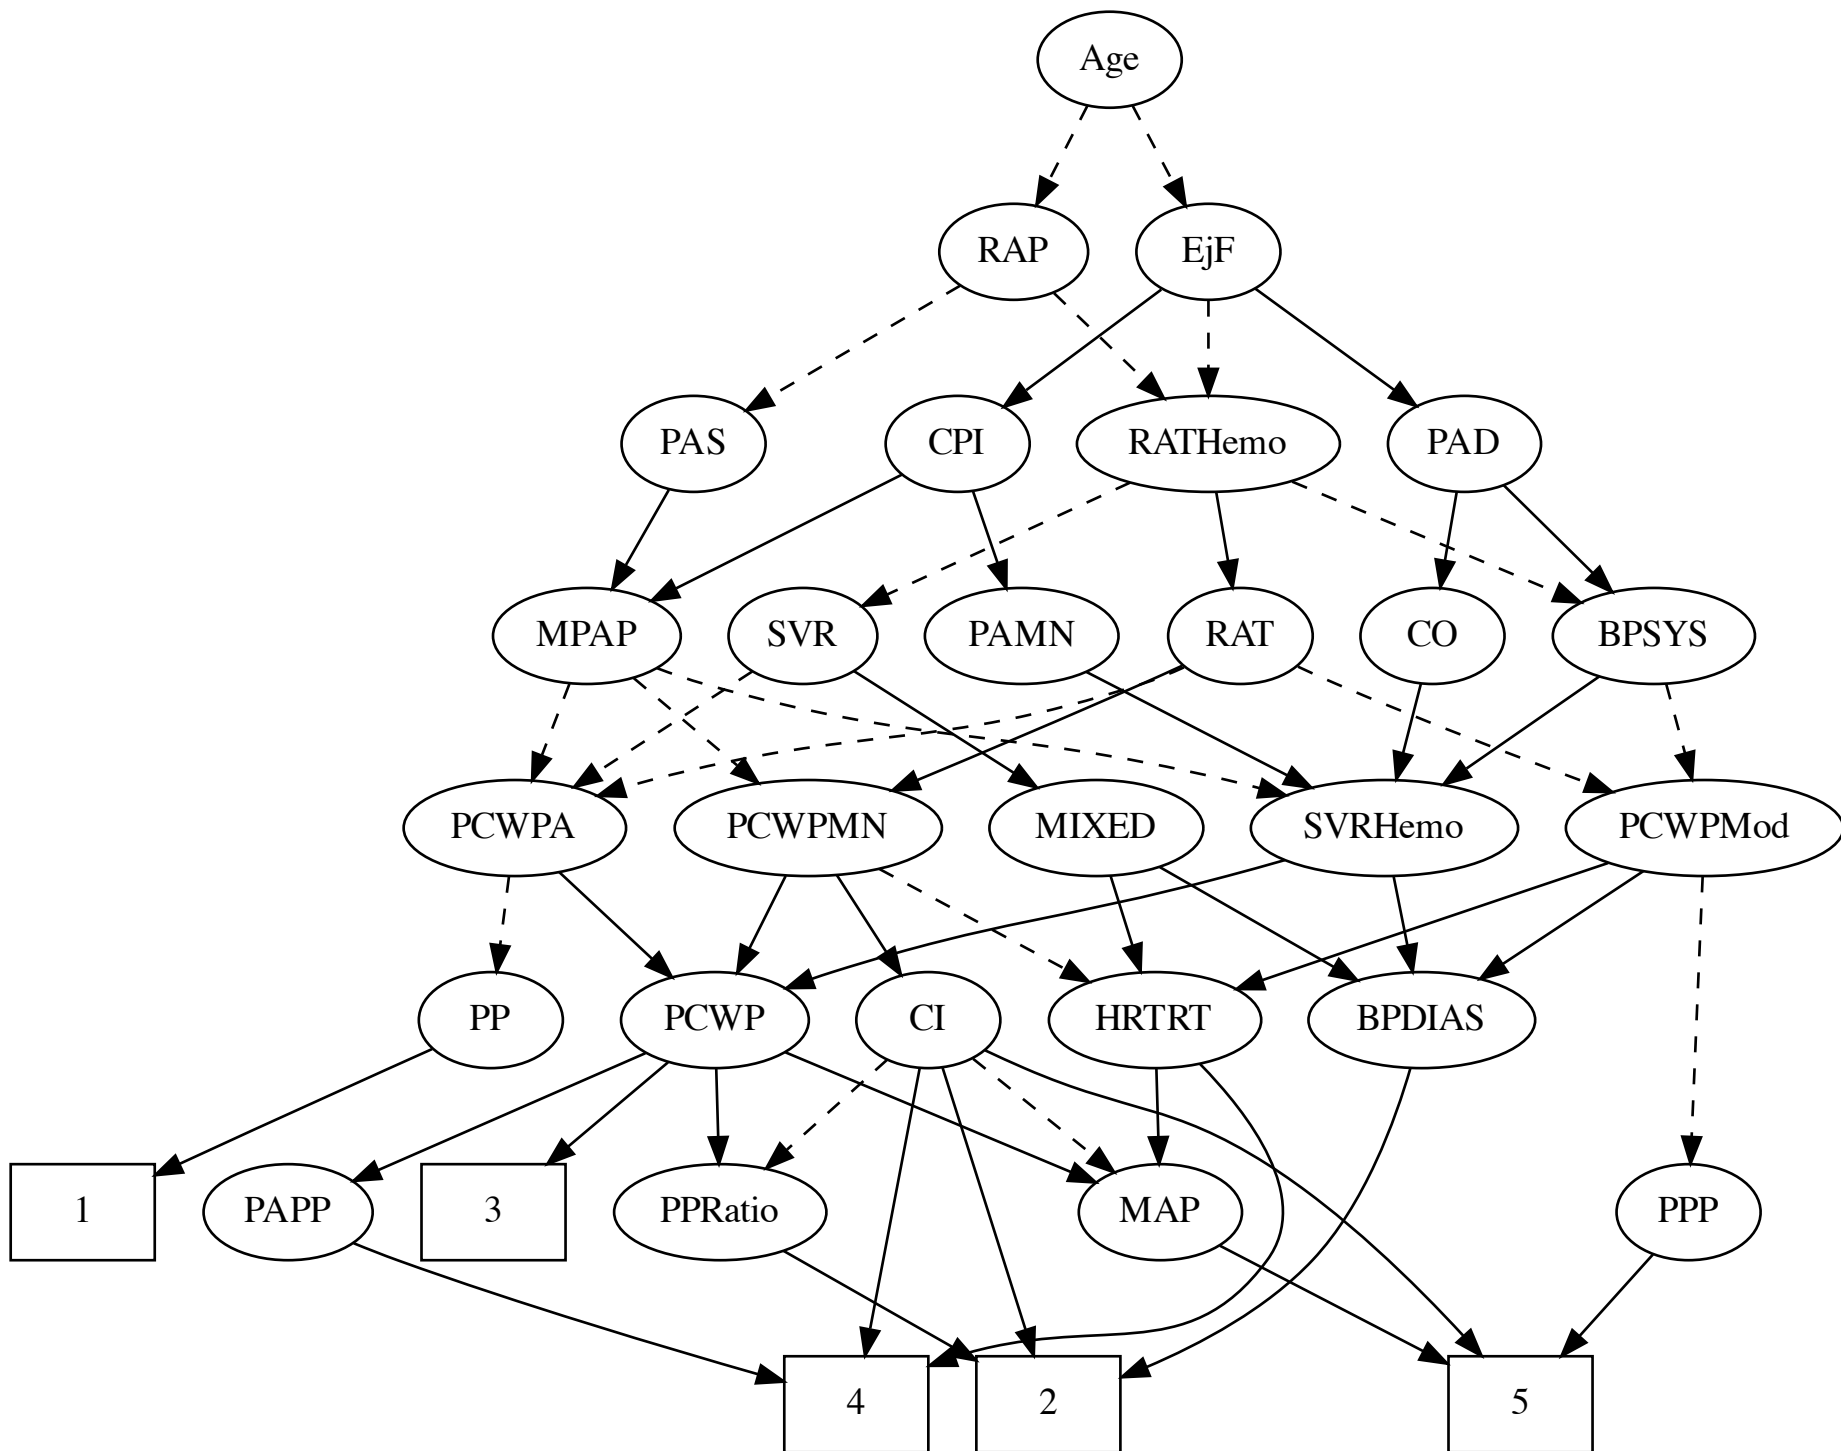 Age
RAP
EjF
PAS
CPI
RATHemo
PAD
MPAP
SVR
PAMN
RAT
CO
BPSYS
PCWPA
PCWPMN
MIXED
SVRHemo
PCWPMod
PP
PCWP
CI
HRTRT
BPDIAS
1
PAPP
3
PPRatio
MAP
PPP
4
2
5